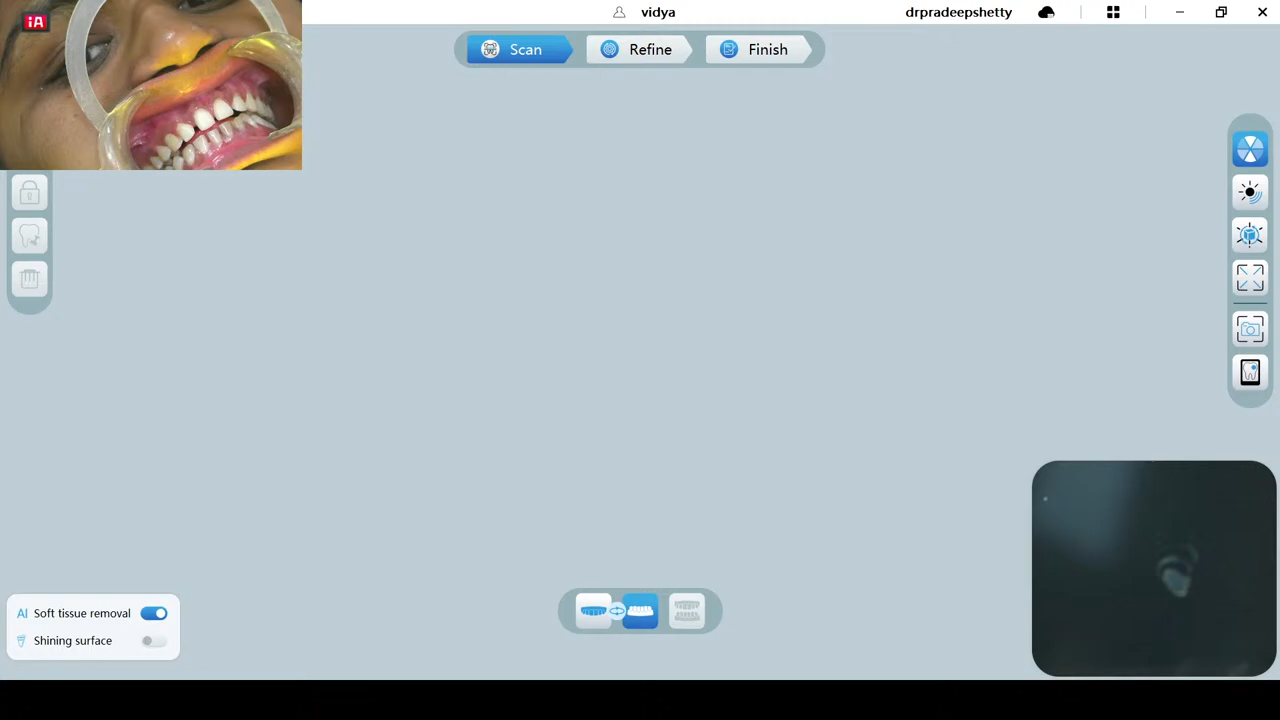 iA
vidya
drpradeepshetty
Scan
Refine
Finish
AI Soft tissue removal
Shining surface